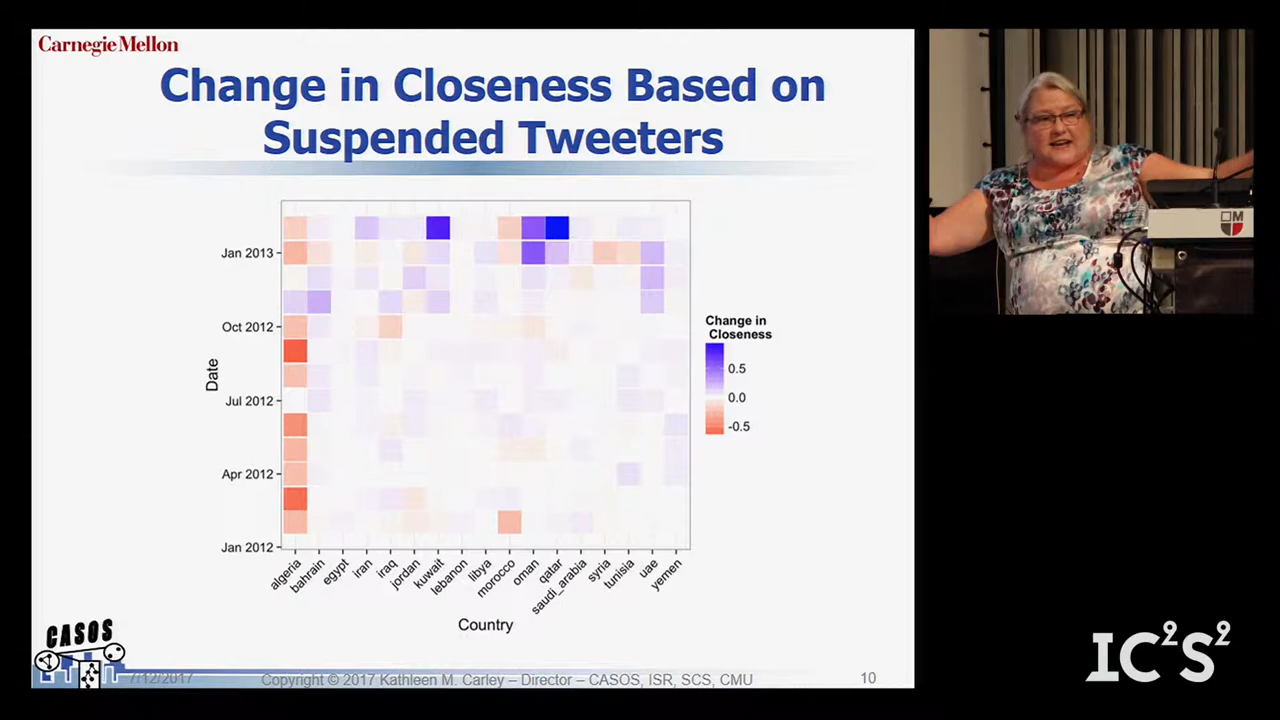 Carnegie Mellon
Change in Closeness Based on
Suspended Tweeters
Jan 2013
Oct 2012
Jul 2012
Apr 2012
Jan 2012
Date
algeria
bahrain
egypt
iran
iraq
jordan
kuwait
lebanon
libya
morocco
oman
qatar
saudi_arabia
syria
tunisia
uae
yemen
Country
Change in
Closeness
0.5
0.0
-0.5
CASOS
7/12/2017
Copyright © 2017 Kathleen M. Carley – Director – CASOS, ISR, SCS, CMU
10
M
IC²S²